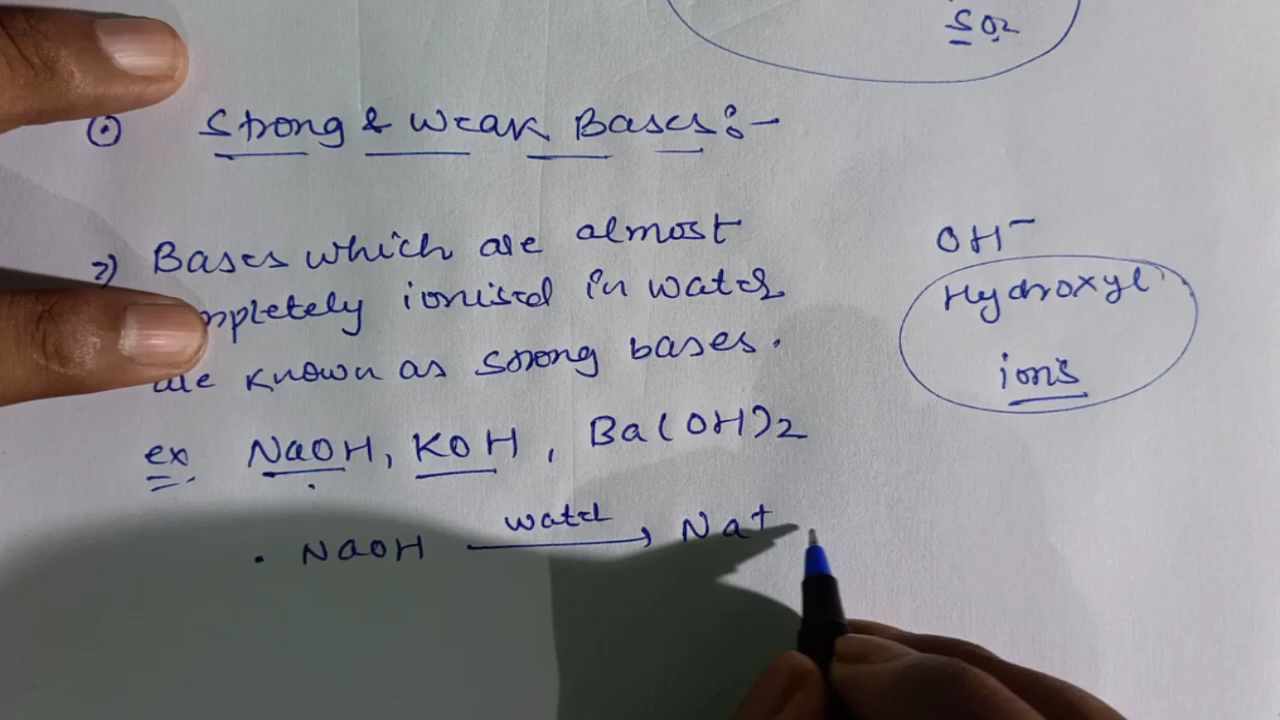 SO2
Strong & Weak Bases:-
Bases which are almost
mpletely ionised in water
are known as strong bases.
ex. NaOH, KOH, Ba(OH)2
. NaOH water → Na+
OH-
Hydroxyl
ions